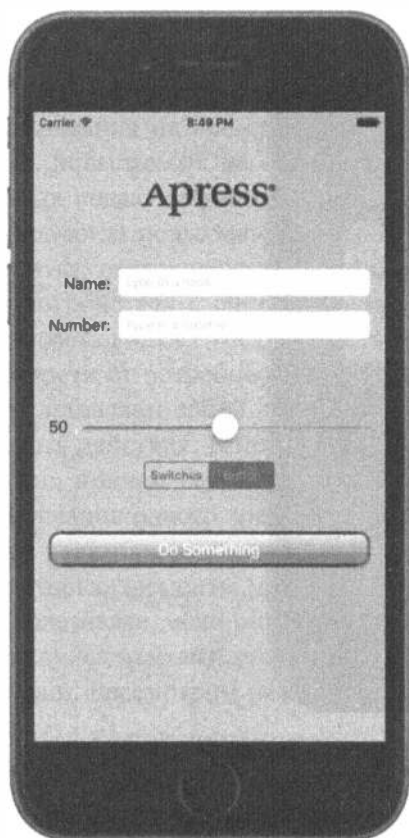 Carrier 8:49 PM
Apress®
Name:
Number:
50
Switches
Do Something